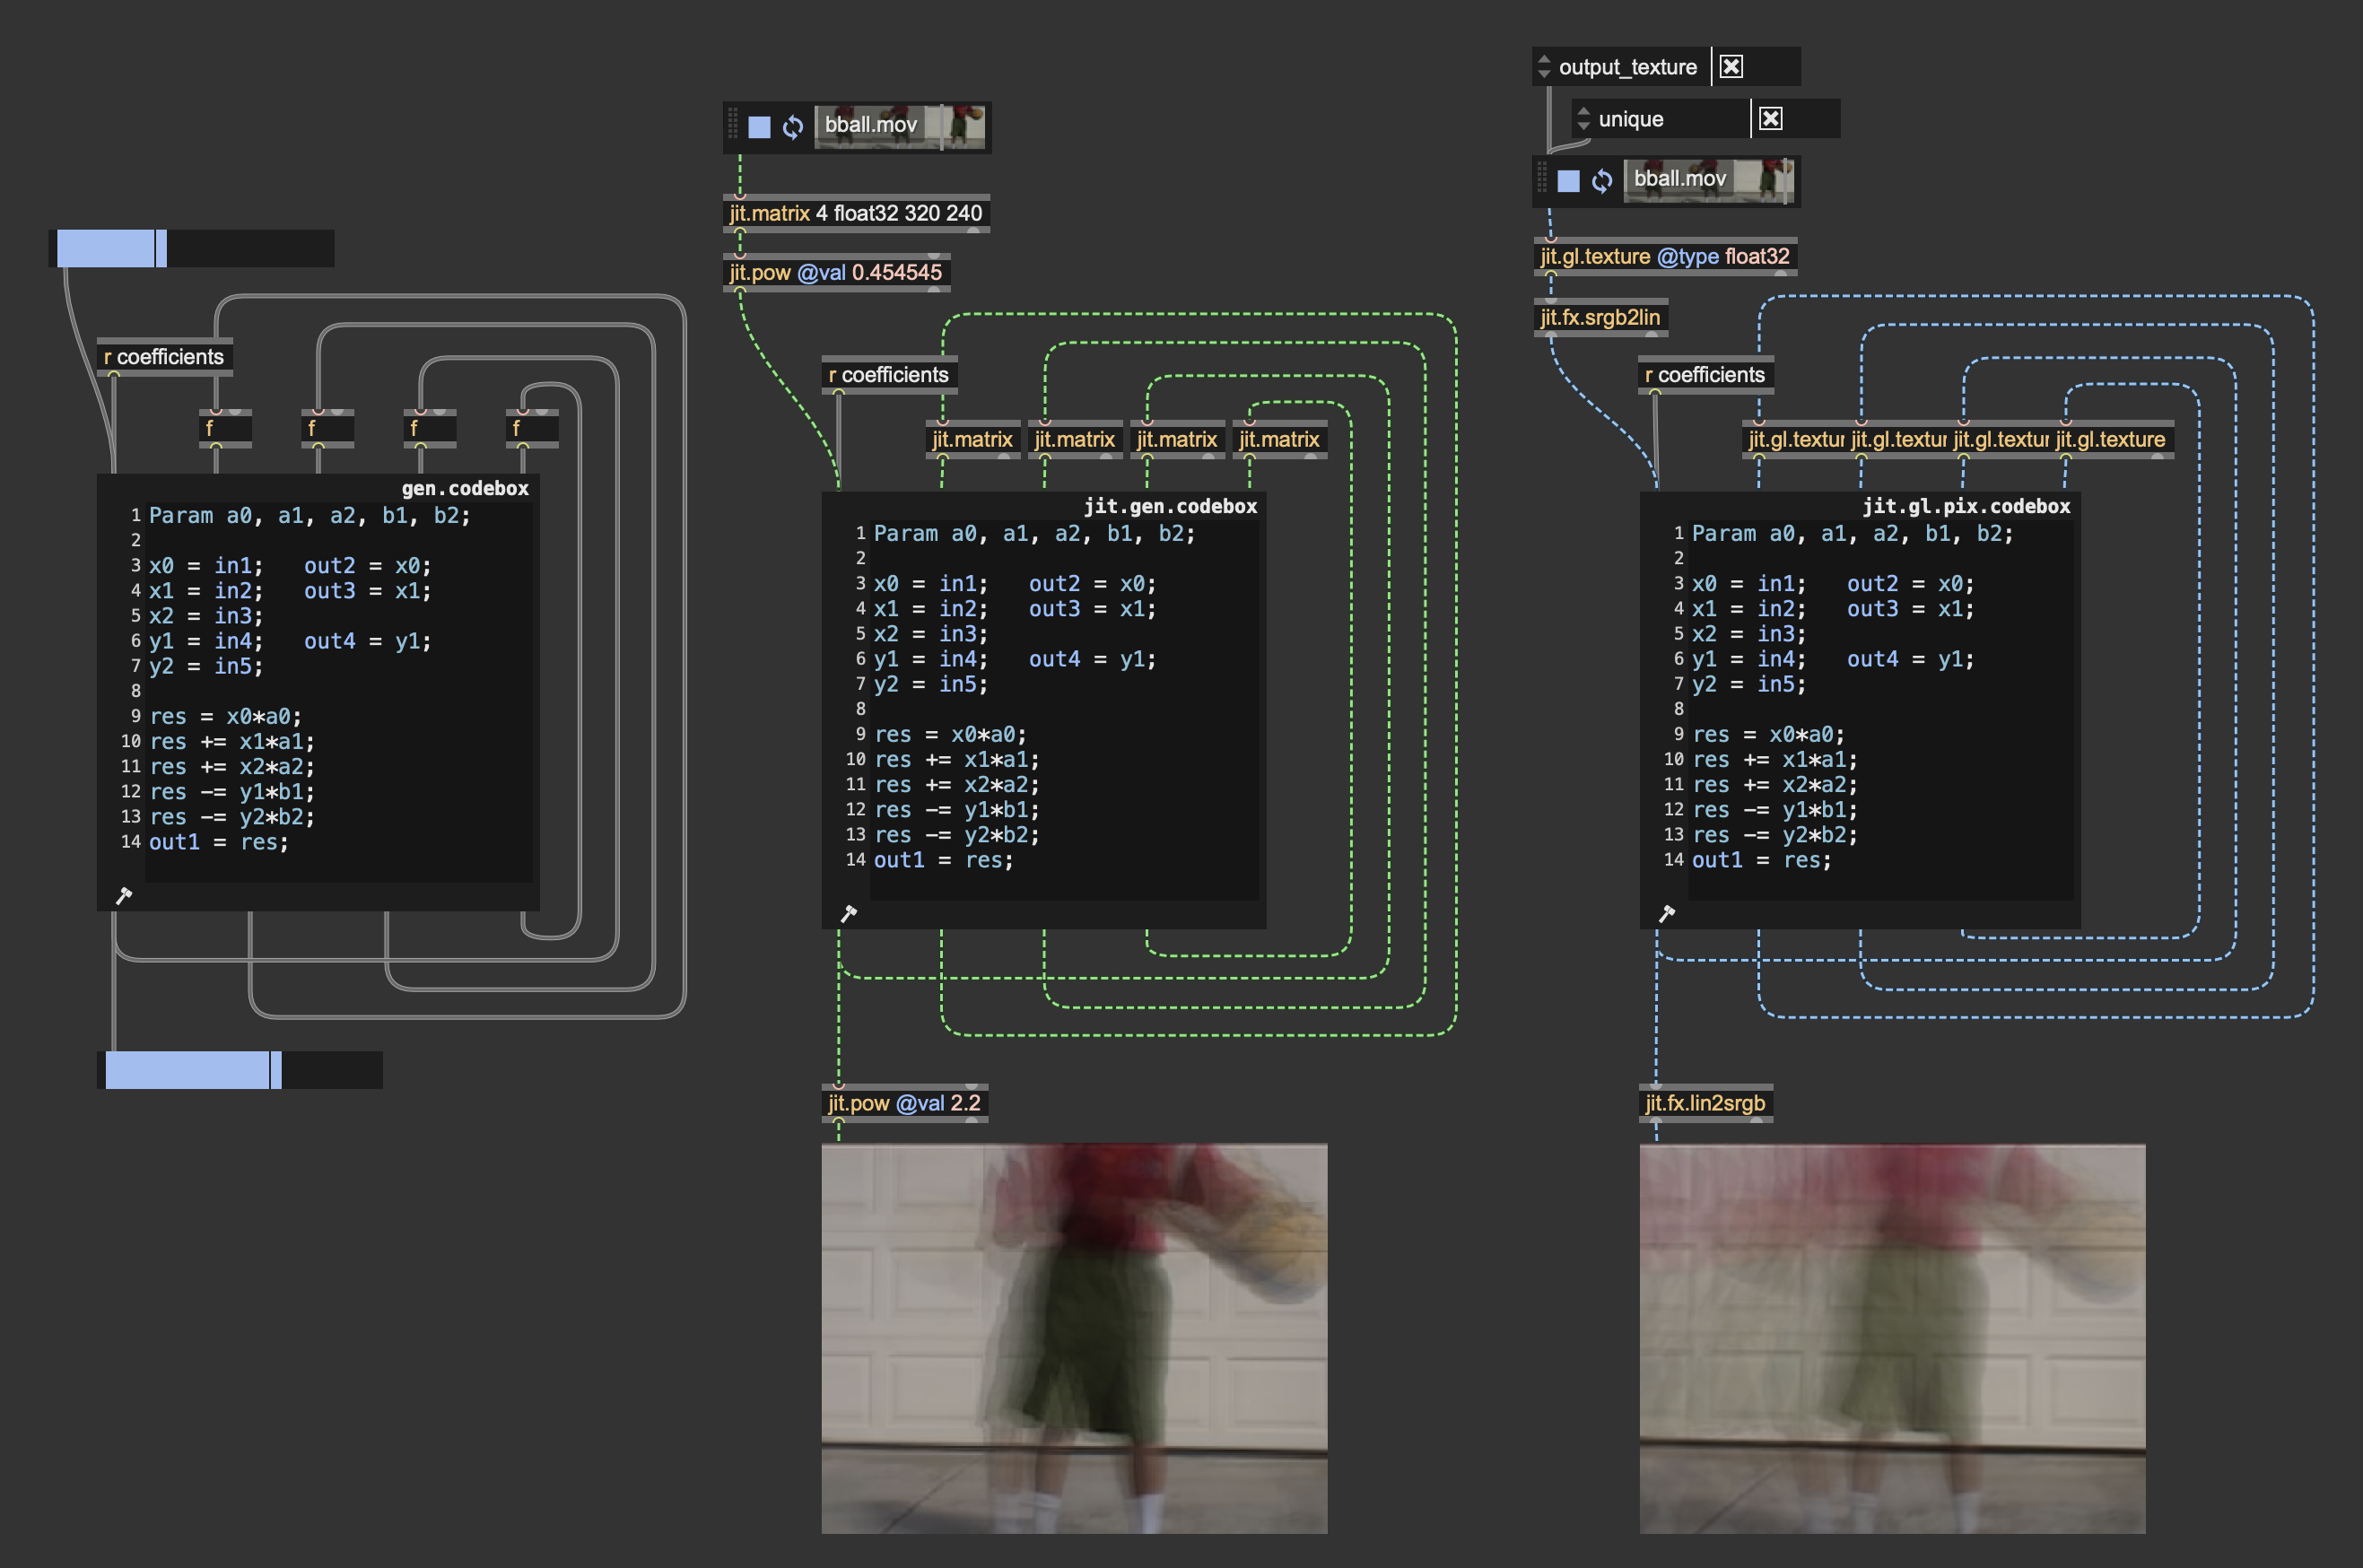 r coefficients
f
f
f
f
gen.codebox
1 Param a0, a1, a2, b1, b2;
2
3 x0 = in1; out2 = x0;
4 x1 = in2; out3 = x1;
5 x2 = in3;
6 y1 = in4; out4 = y1;
7 y2 = in5;
8
9 res = x0*a0;
10 res += x1*a1;
11 res += x2*a2;
12 res -= y1*b1;
13 res -= y2*b2;
14 out1 = res;
bball.mov
jit.matrix 4 float32 320 240
jit.pow @val 0.454545
r coefficients
jit.matrix
jit.matrix
jit.matrix
jit.matrix
jit.gen.codebox
1 Param a0, a1, a2, b1, b2;
2
3 x0 = in1; out2 = x0;
4 x1 = in2; out3 = x1;
5 x2 = in3;
6 y1 = in4; out4 = y1;
7 y2 = in5;
8
9 res = x0*a0;
10 res += x1*a1;
11 res += x2*a2;
12 res -= y1*b1;
13 res -= y2*b2;
14 out1 = res;
jit.pow @val 2.2
output_texture
unique
bball.mov
jit.gl.texture @type float32
jit.fx.srgb2lin
r coefficients
jit.gl.textur
jit.gl.textur
jit.gl.textur
jit.gl.texture
jit.gl.pix.codebox
1 Param a0, a1, a2, b1, b2;
2
3 x0 = in1; out2 = x0;
4 x1 = in2; out3 = x1;
5 x2 = in3;
6 y1 = in4; out4 = y1;
7 y2 = in5;
8
9 res = x0*a0;
10 res += x1*a1;
11 res += x2*a2;
12 res -= y1*b1;
13 res -= y2*b2;
14 out1 = res;
jit.fx.lin2srgb